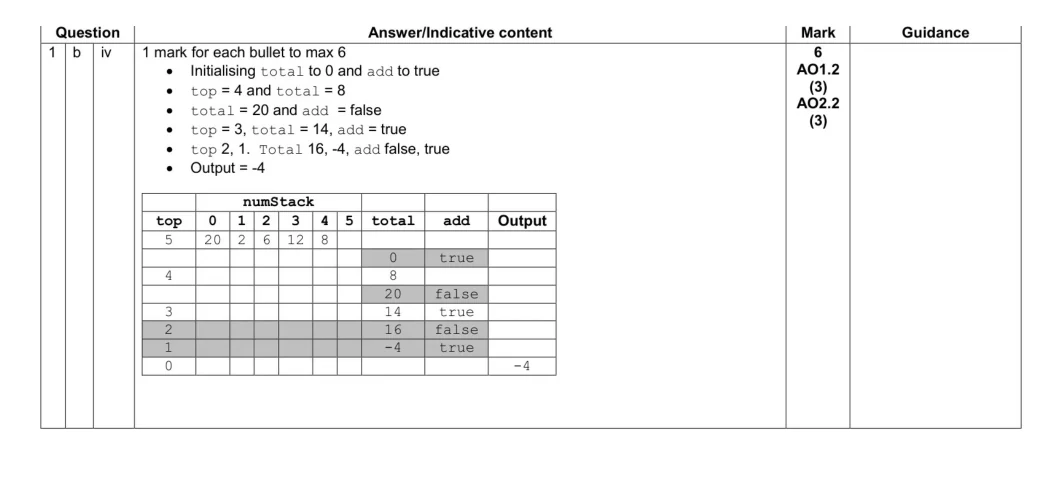 Question Answer/Indicative content Mark Guidance
1 b iv 1 mark for each bullet to max 6 6
• Initialising total to 0 and add to true AO1.2
• top = 4 and total = 8 (3)
• total = 20 and add = false AO2.2
• top = 3, total = 14, add = true (3)
• top 2, 1. Total 16, -4, add false, true
• Output = -4
numStack
top 0 1 2 3 4 5 total add Output
5 20 2 6 12 8
0 true
4 8
20 false
3 14 true
2 16 false
1 -4 true
0 -4